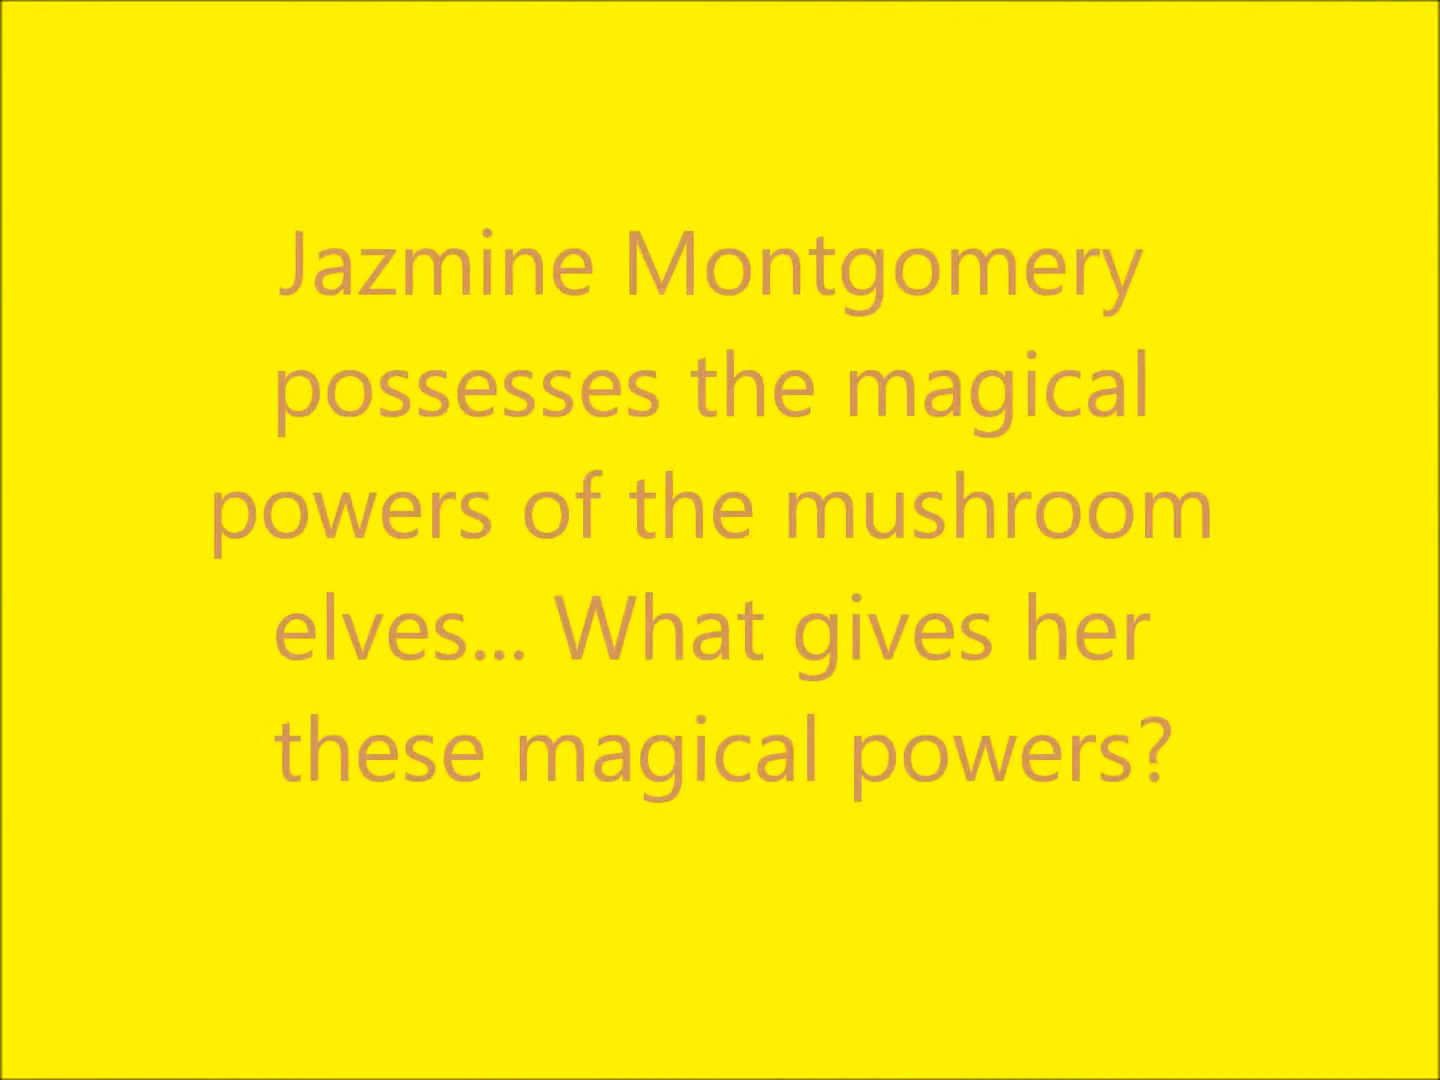 Jazmine Montgomery
possesses the magical
powers of the mushroom
elves... What gives her
these magical powers?